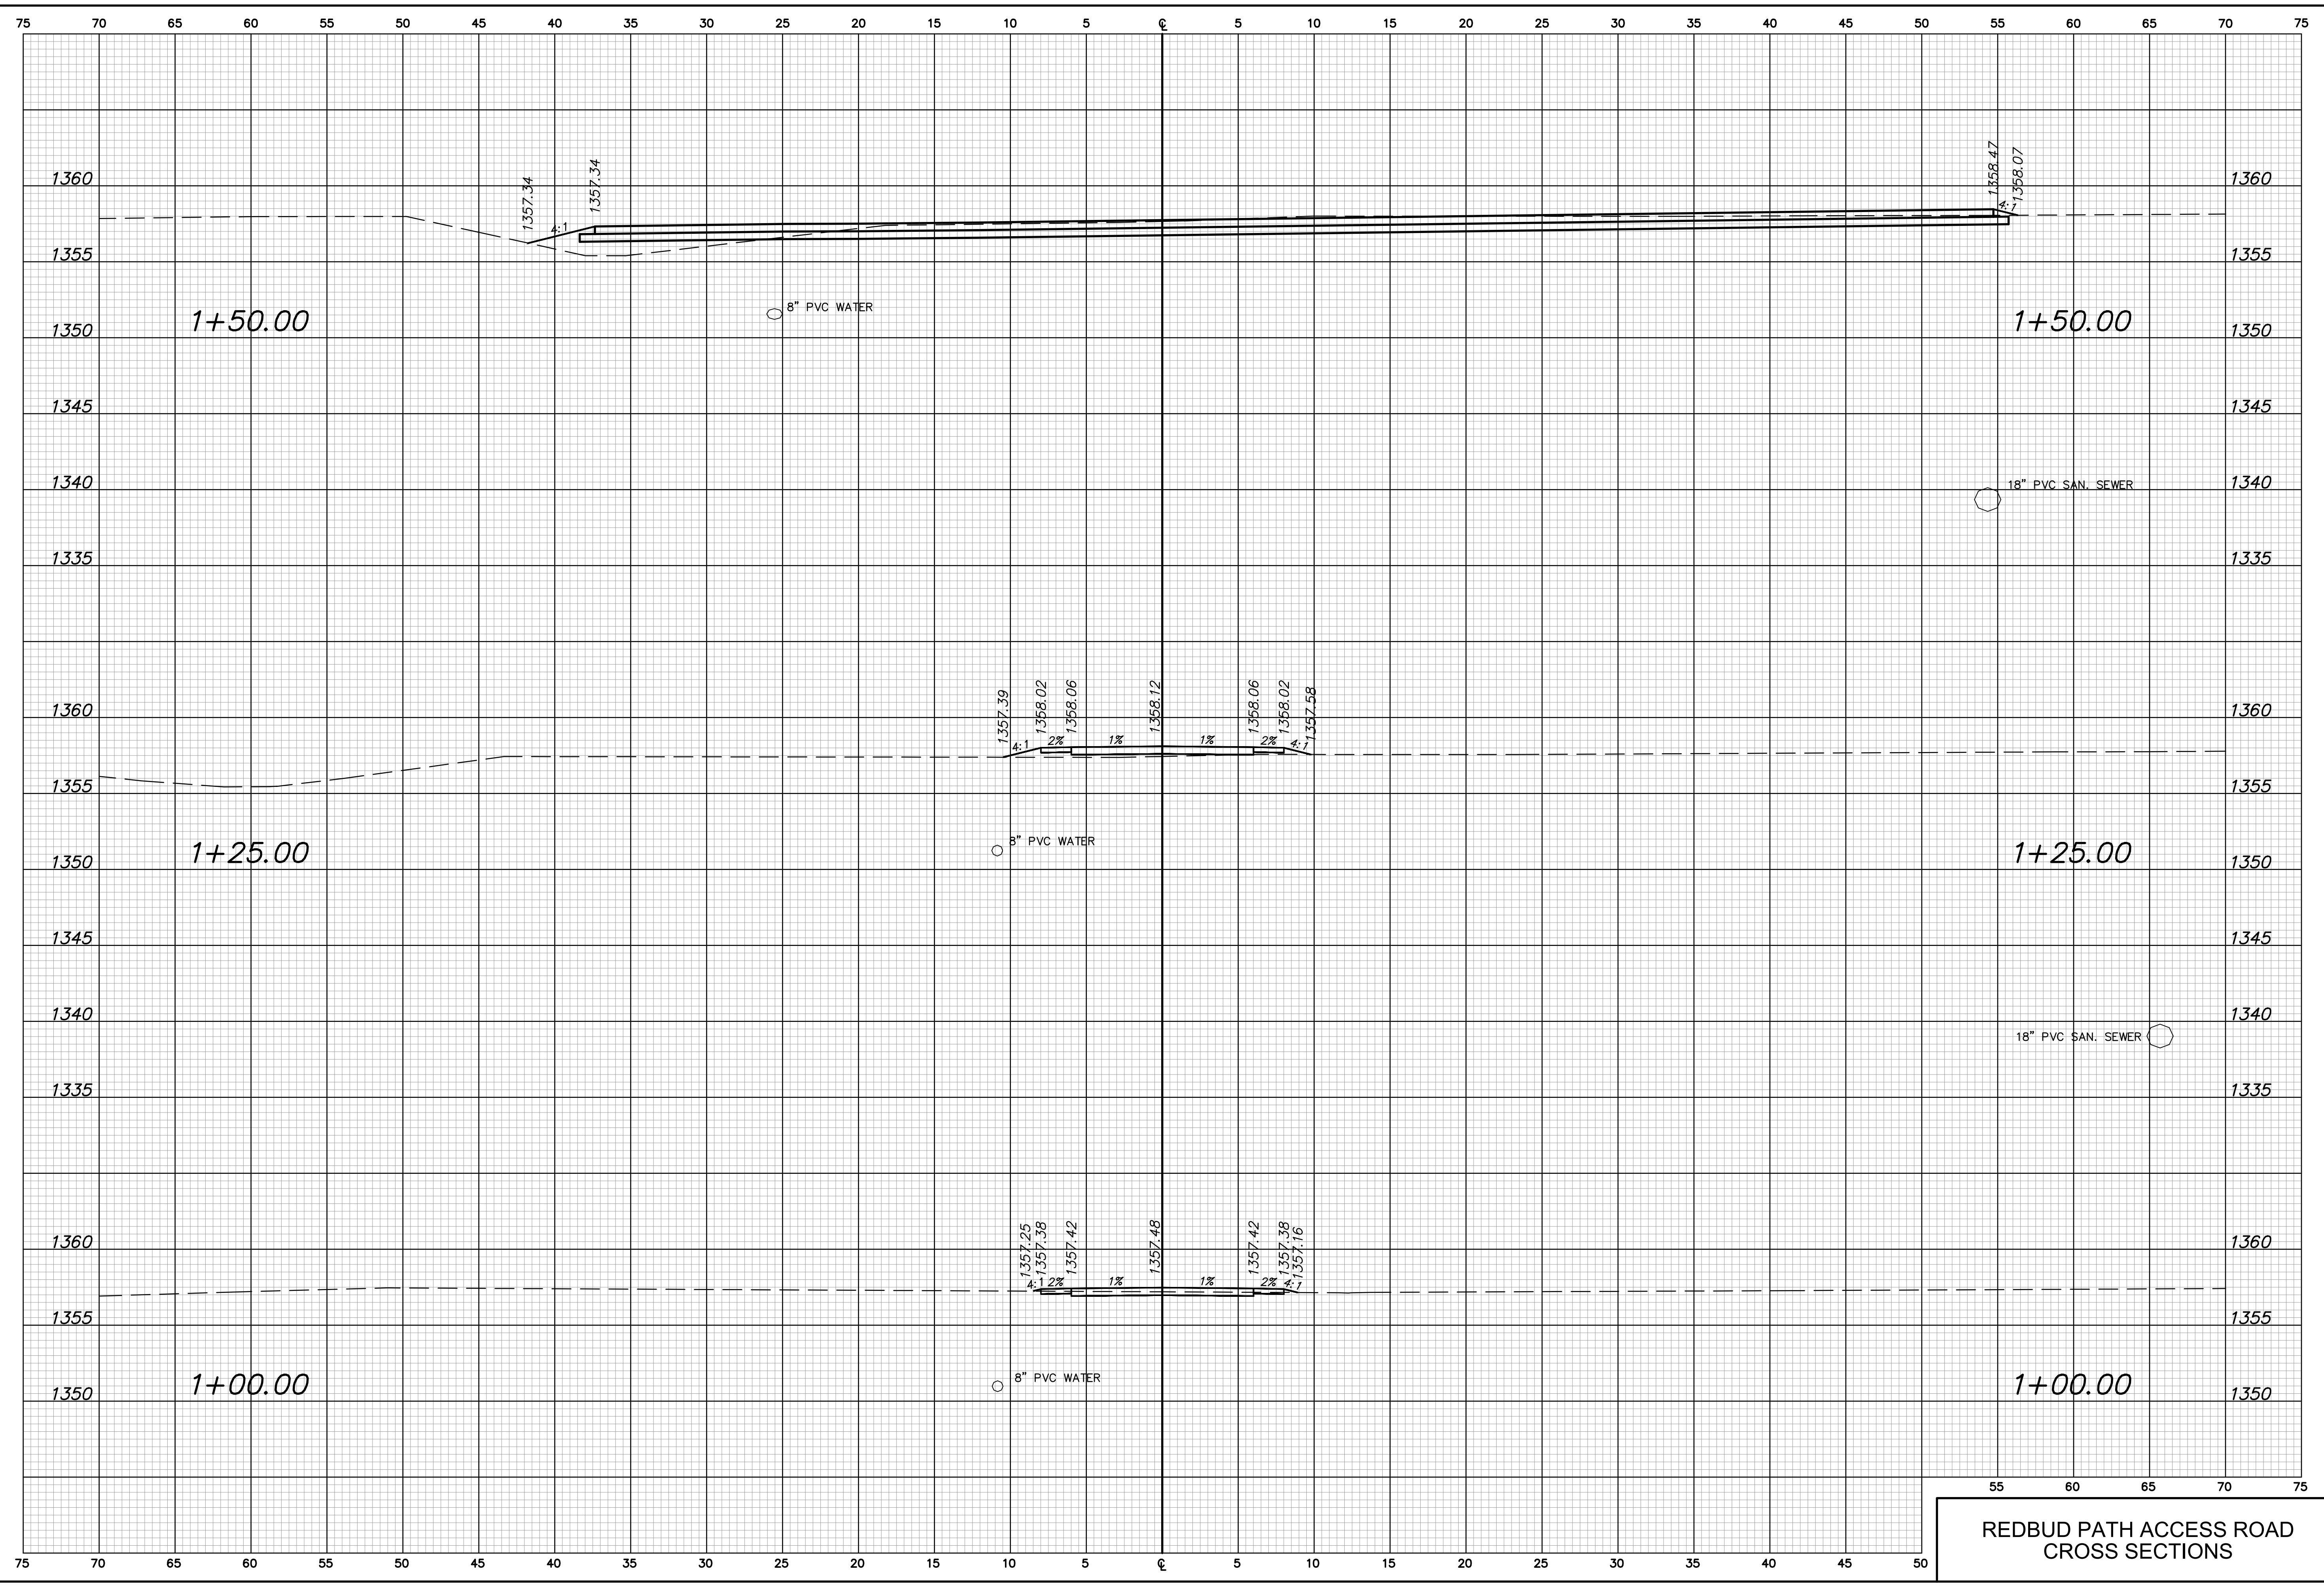 75 70 65 60 55 50 45 40 35 30 25 20 15 10 5 ℄ 5 10 15 20 25 30 35 40 45 50 55 60 65 70 75
1357.34 1357.34 1358.47 1358.07
1360 1360
4:1 4:1
1355 1355
8" PVC WATER
1+50.00 1+50.00
1350 1350
1345 1345
1340 1340
18" PVC SAN. SEWER
1335 1335
1357.39 1358.02 1358.06 1358.12 1358.06 1358.02 1357.58
1360 1360
4:1 2% 1% 1% 2% 4:1
1355 1355
8" PVC WATER
1+25.00 1+25.00
1350 1350
1345 1345
1340 1340
18" PVC SAN. SEWER
1335 1335
1357.25 1357.38 1357.42 1357.48 1357.42 1357.38 1357.16
1360 1360
4:1 2% 1% 1% 2% 4:1
1355 1355
8" PVC WATER
1+00.00 1+00.00
1350 1350
55 60 65 70 75
REDBUD PATH ACCESS ROAD
CROSS SECTIONS
75 70 65 60 55 50 45 40 35 30 25 20 15 10 5 ℄ 5 10 15 20 25 30 35 40 45 50